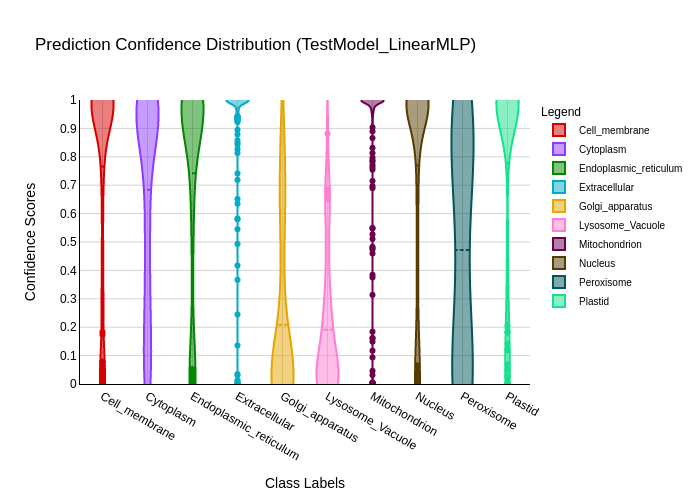 Prediction Confidence Distribution (TestModel_LinearMLP)
Legend
Cell_membrane
Cytoplasm
Endoplasmic_reticulum
Extracellular
Golgi_apparatus
Lysosome_Vacuole
Mitochondrion
Nucleus
Peroxisome
Plastid
Confidence Scores
1
0.9
0.8
0.7
0.6
0.5
0.4
0.3
0.2
0.1
0
Cell_membrane
Cytoplasm
Endoplasmic_reticulum
Extracellular
Golgi_apparatus
Lysosome_Vacuole
Mitochondrion
Nucleus
Peroxisome
Plastid
Class Labels